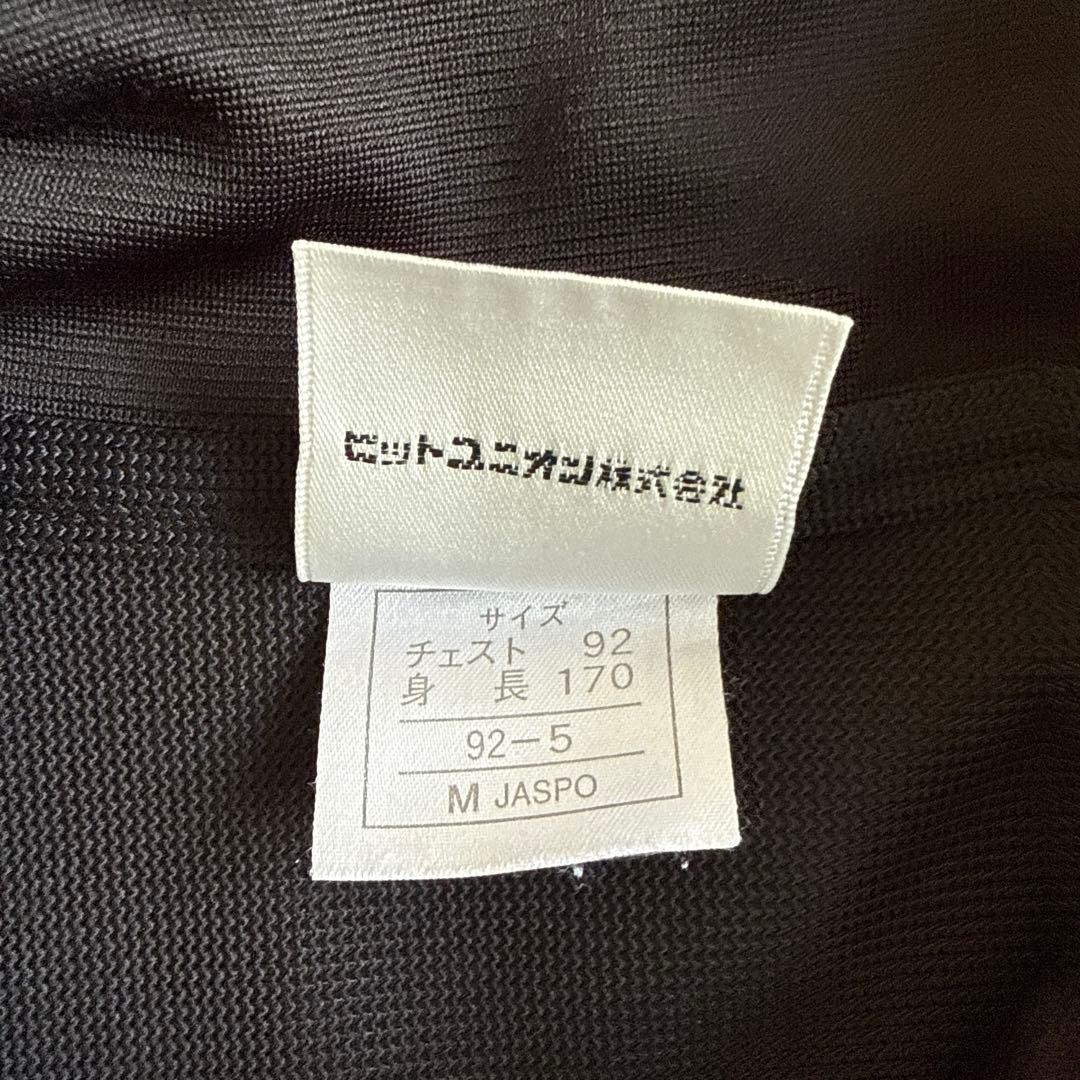 ヒットユニオン株式会社
サイズ
チェスト 92
身 長 170
92-5
M JASPO